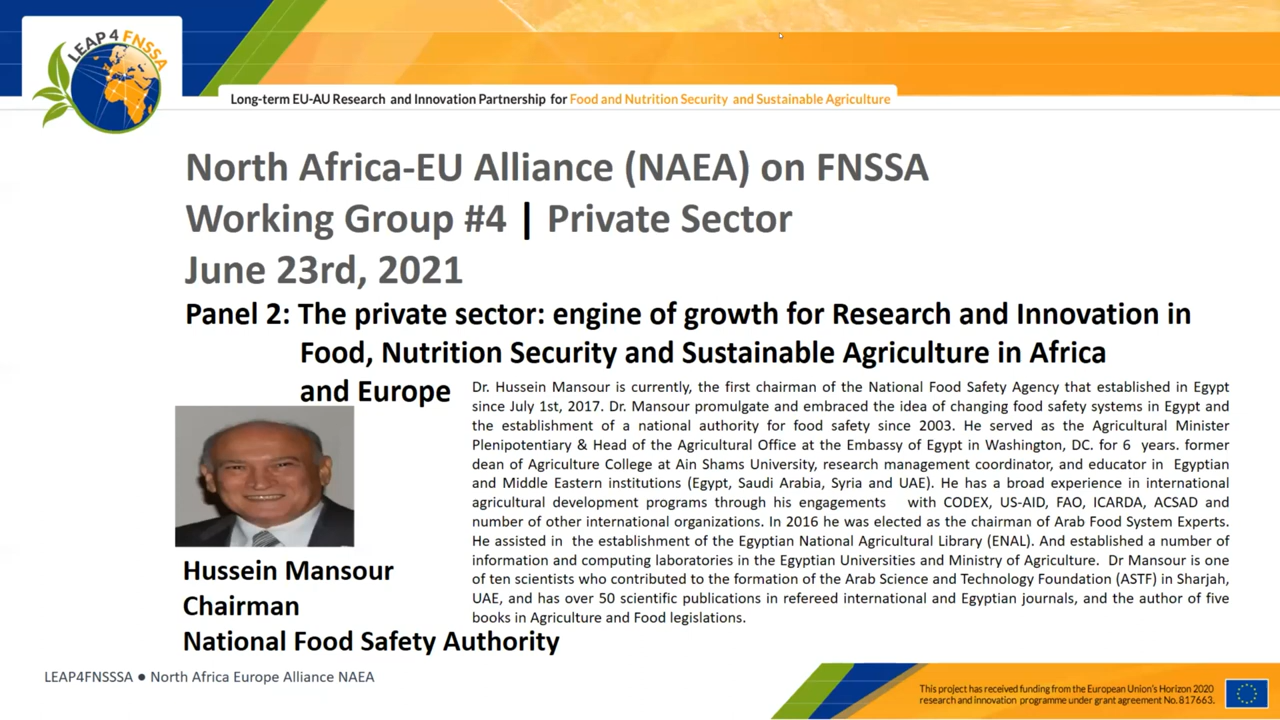 LEAP4FNSSA
Long-term EU-AU Research and Innovation Partnership for Food and Nutrition Security and Sustainable Agriculture
North Africa-EU Alliance (NAEA) on FNSSA
Working Group #4 | Private Sector
June 23rd, 2021
Panel 2: The private sector: engine of growth for Research and Innovation in
Food, Nutrition Security and Sustainable Agriculture in Africa
and Europe
Dr. Hussein Mansour is currently, the first chairman of the National Food Safety Agency that established in Egypt
since July 1st, 2017. Dr. Mansour promulgate and embraced the idea of changing food safety systems in Egypt and
the establishment of a national authority for food safety since 2003. He served as the Agricultural Minister
Plenipotentiary & Head of the Agricultural Office at the Embassy of Egypt in Washington, DC. for 6 years. former
dean of Agriculture College at Ain Shams University, research management coordinator, and educator in Egyptian
and Middle Eastern institutions (Egypt, Saudi Arabia, Syria and UAE). He has a broad experience in international
agricultural development programs through his engagements with CODEX, US-AID, FAO, ICARDA, ACSAD and
number of other international organizations. In 2016 he was elected as the chairman of Arab Food System Experts.
He assisted in the establishment of the Egyptian National Agricultural Library (ENAL). And established a number of
information and computing laboratories in the Egyptian Universities and Ministry of Agriculture. Dr Mansour is one
of ten scientists who contributed to the formation of the Arab Science and Technology Foundation (ASTF) in Sharjah,
UAE, and has over 50 scientific publications in refereed international and Egyptian journals, and the author of five
books in Agriculture and Food legislations.
Hussein Mansour
Chairman
National Food Safety Authority
LEAP4FNSSSA ● North Africa Europe Alliance NAEA
This project has received funding from the European Union's Horizon 2020
research and innovation programme under grant agreement No. 817663.